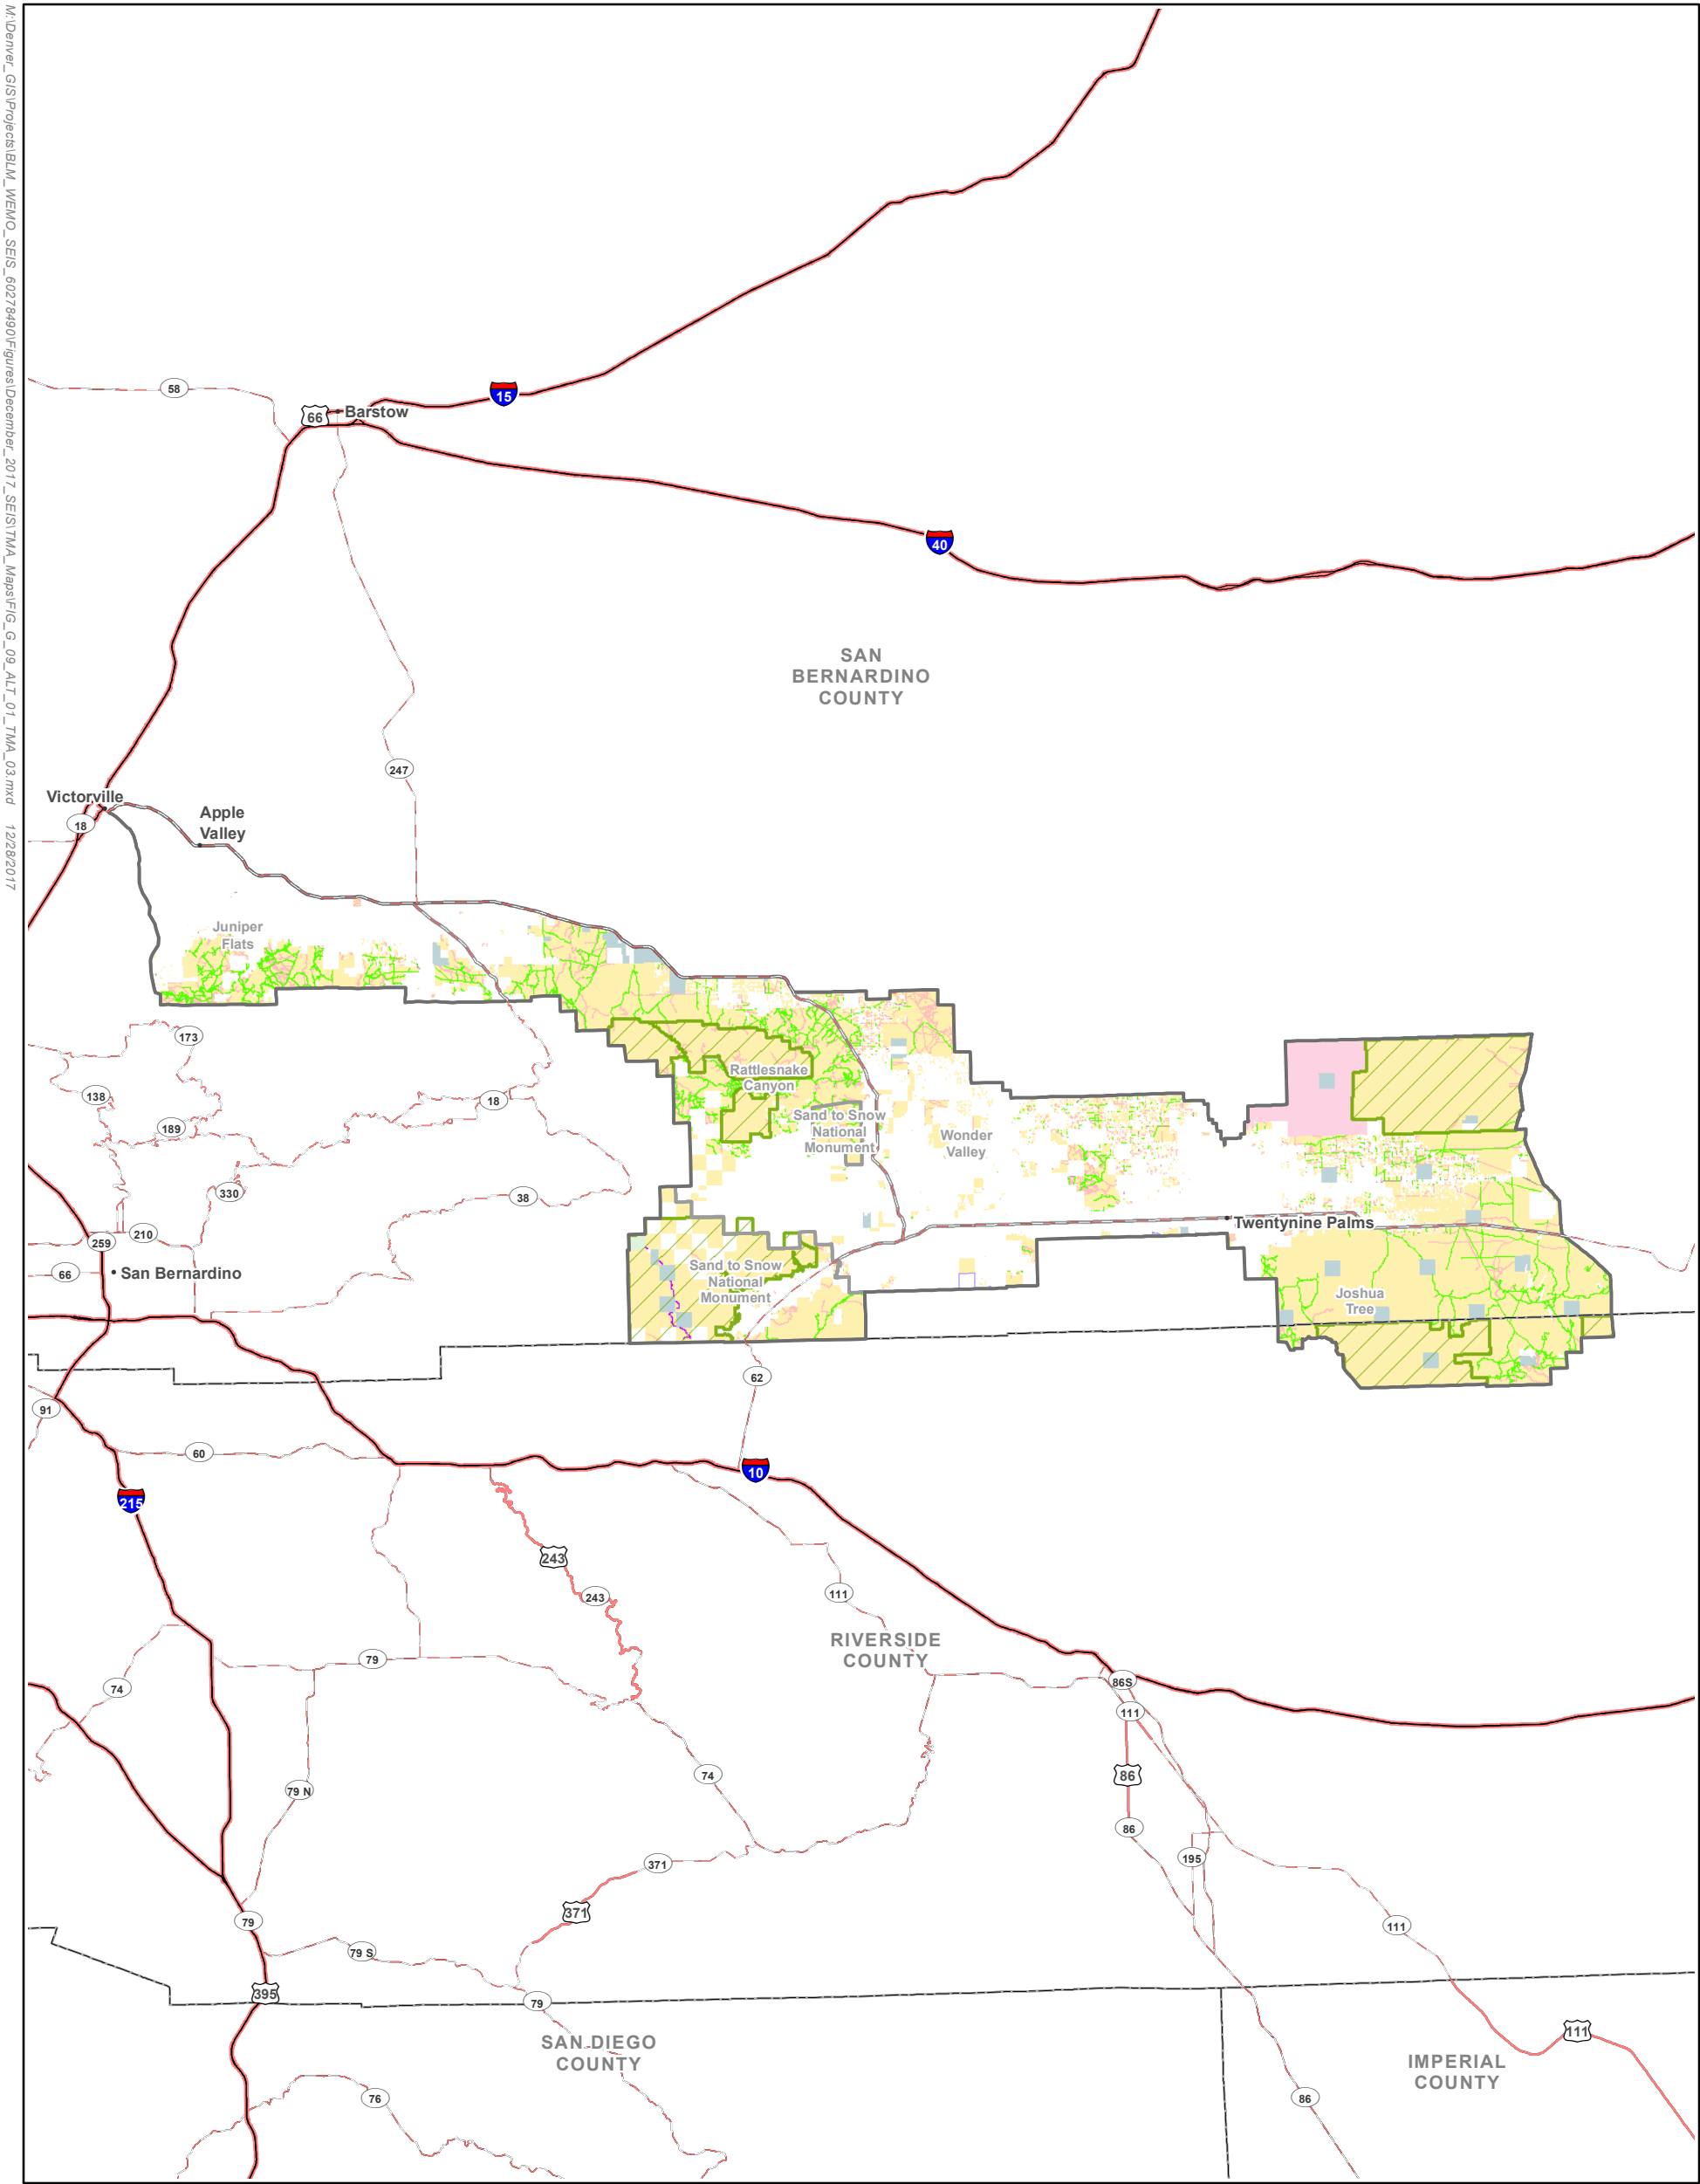 M:\Denver_GIS\Projects\BLM_WEMO_SEIS_60278490\Figures\December_2017_SEIS\TMA_Maps\FIG_G_09_ALT_01_TMA_03.mxd 12/28/2017
58
15
66
Barstow
40
SAN
BERNARDINO
COUNTY
247
Victorville
18
Apple
Valley
Juniper
Flats
173
138
189
18
330
38
259
210
66
San Bernardino
Rattlesnake
Canyon
Sand to Snow
National
Monument
Wonder
Valley
Twentynine Palms
Sand to Snow
National
Monument
Joshua
Tree
62
91
60
10
215
243
243
111
RIVERSIDE
COUNTY
79
74
86S
111
74
86
79 N
86
195
371
371
79
79 S
111
395
79
SAN DIEGO
COUNTY
111
IMPERIAL
COUNTY
76
86